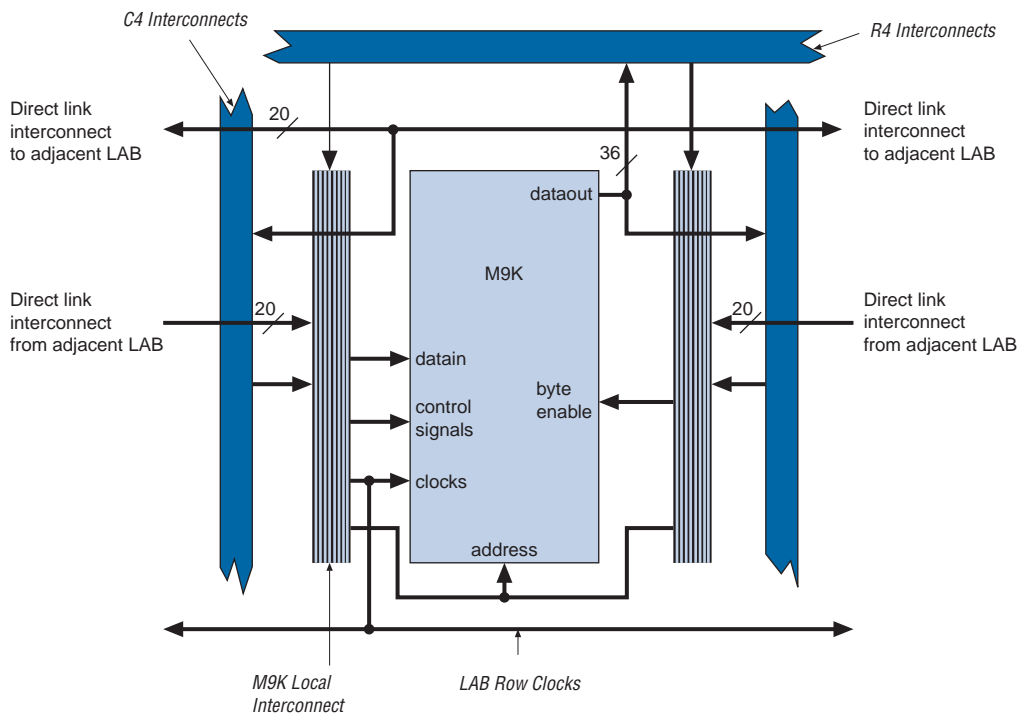 C4 Interconnects
R4 Interconnects
Direct link
interconnect
to adjacent LAB
20
Direct link
interconnect
to adjacent LAB
36
dataout
M9K
Direct link
interconnect
from adjacent LAB
20
20
Direct link
interconnect
from adjacent LAB
datain
byte
enable
control
signals
clocks
address
M9K Local
Interconnect
LAB Row Clocks